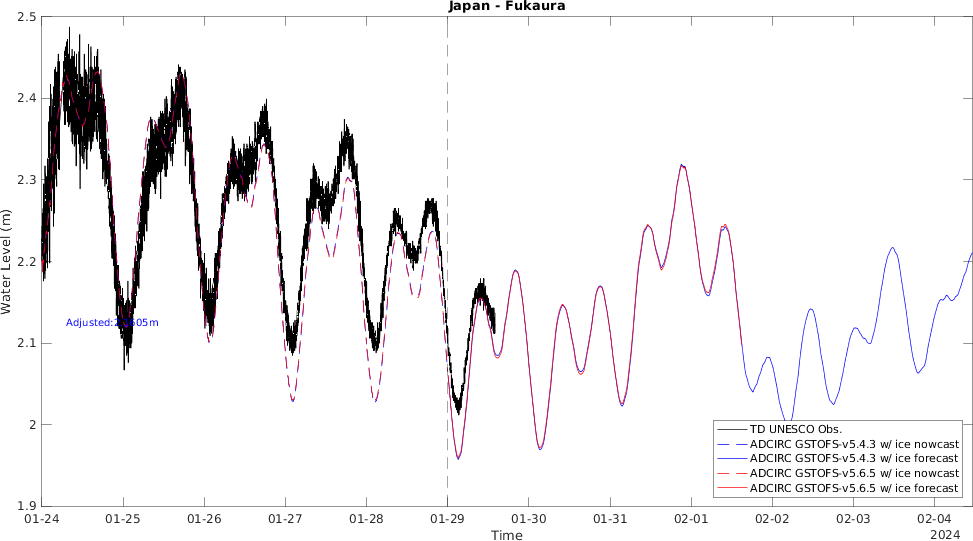 Japan - Fukaura
Water Level (m)
2.5
2.4
2.3
2.2
2.1
2
1.9
TD UNESCO Obs.
ADCIRC GSTOFS-v5.4.3 w/ ice nowcast
ADCIRC GSTOFS-v5.4.3 w/ ice forecast
ADCIRC GSTOFS-v5.6.5 w/ ice nowcast
ADCIRC GSTOFS-v5.6.5 w/ ice forecast
01-24 01-25 01-26 01-27 01-28 01-29 01-30 01-31 02-01 02-02 02-03 02-04
Time
2024